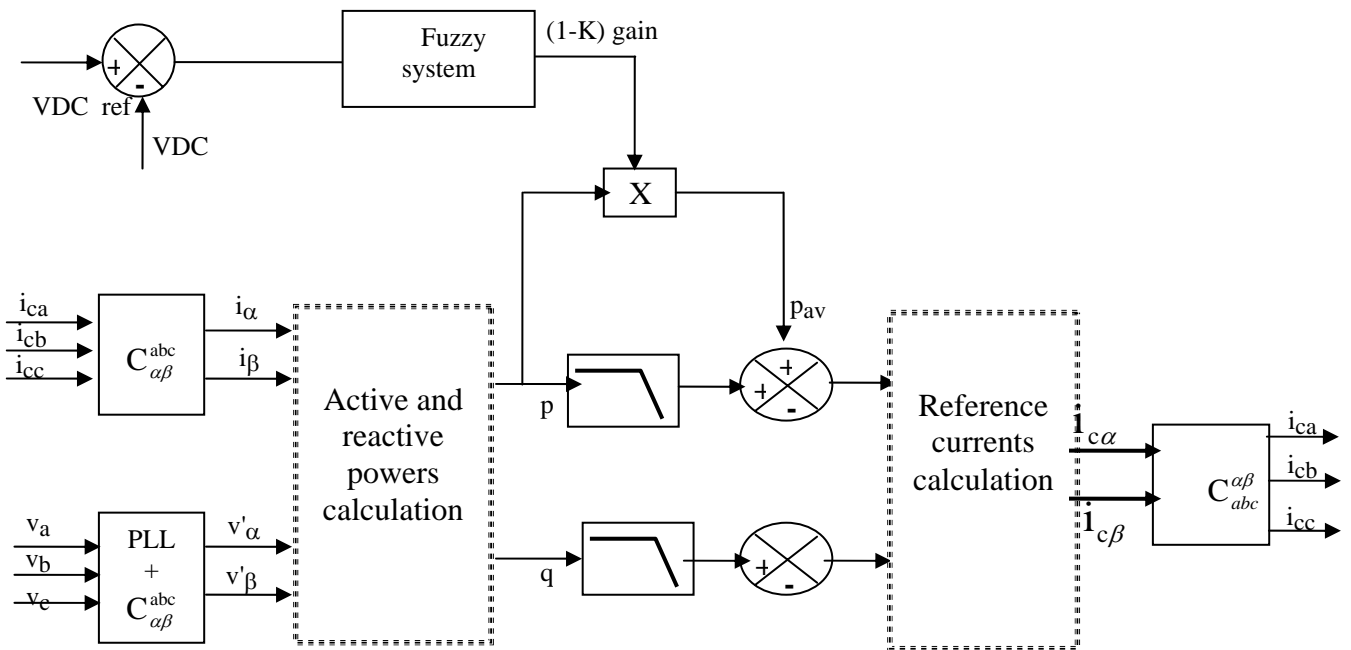 (1-K) gain
Fuzzy
system
+
-
VDC ref
VDC
X
i_ca
i_cb
i_cc
C^abc_αβ
i_α
i_β
Active and
reactive
powers
calculation
p
p_av
+
+
-
Reference
currents
calculation
i_cα
i_cβ
C^αβ_abc
i_ca
i_cb
i_cc
v_a
v_b
v_c
PLL
+
C^abc_αβ
v'_α
v'_β
q
+
-